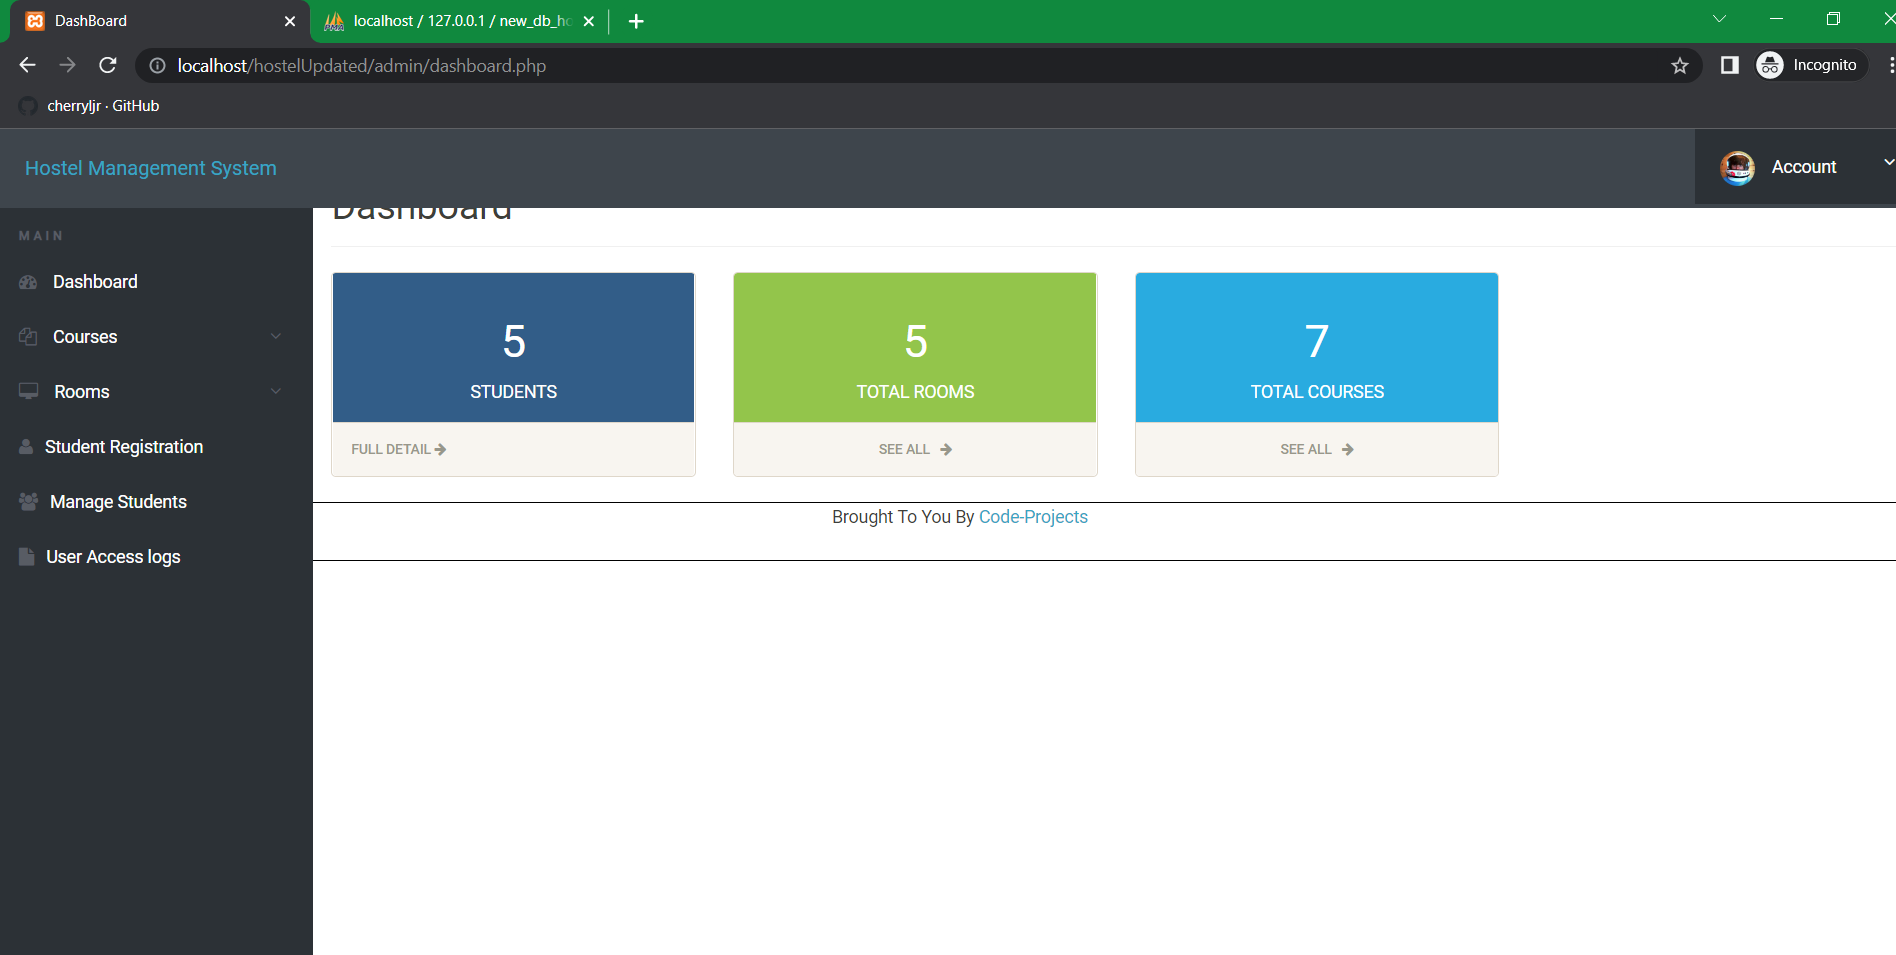 DashBoard
localhost / 127.0.0.1 / new_db_ho
localhost/hostelUpdated/admin/dashboard.php
Incognito
cherryljr · GitHub
Hostel Management System
Account
Dashboard
MAIN
Dashboard
Courses
Rooms
Student Registration
Manage Students
User Access logs
5
STUDENTS
FULL DETAIL
5
TOTAL ROOMS
SEE ALL
7
TOTAL COURSES
SEE ALL
Brought To You By Code-Projects